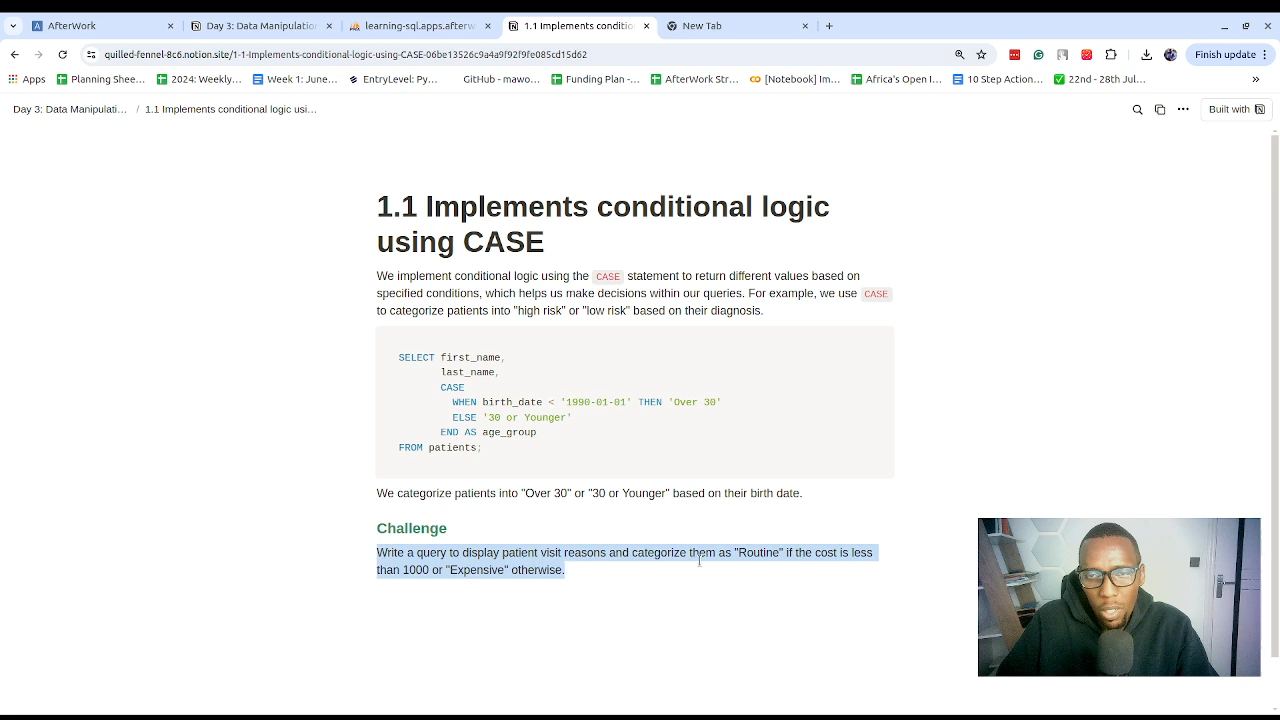 AfterWork
Day 3: Data Manipulation
learning-sql.apps.afterw
1.1 Implements conditio
New Tab
quilled-fennel-8c6.notion.site/1-1-Implements-conditional-logic-using-CASE-06be13526c9a4a9f92f9fe085cd15d62
Finish update
Apps
Planning Shee...
2024: Weekly...
Week 1: June...
EntryLevel: Py...
GitHub - mawo...
Funding Plan -...
AfterWork Str...
[Notebook] Im...
Africa's Open I...
10 Step Action...
22nd - 28th Jul...
Day 3: Data Manipulati... / 1.1 Implements conditional logic usi...
Built with
1.1 Implements conditional logic
using CASE
We implement conditional logic using the CASE statement to return different values based on
specified conditions, which helps us make decisions within our queries. For example, we use CASE
to categorize patients into "high risk" or "low risk" based on their diagnosis.
SELECT first_name,
last_name,
CASE
WHEN birth_date < '1990-01-01' THEN 'Over 30'
ELSE '30 or Younger'
END AS age_group
FROM patients;
We categorize patients into "Over 30" or "30 or Younger" based on their birth date.
Challenge
Write a query to display patient visit reasons and categorize them as "Routine" if the cost is less
than 1000 or "Expensive" otherwise.